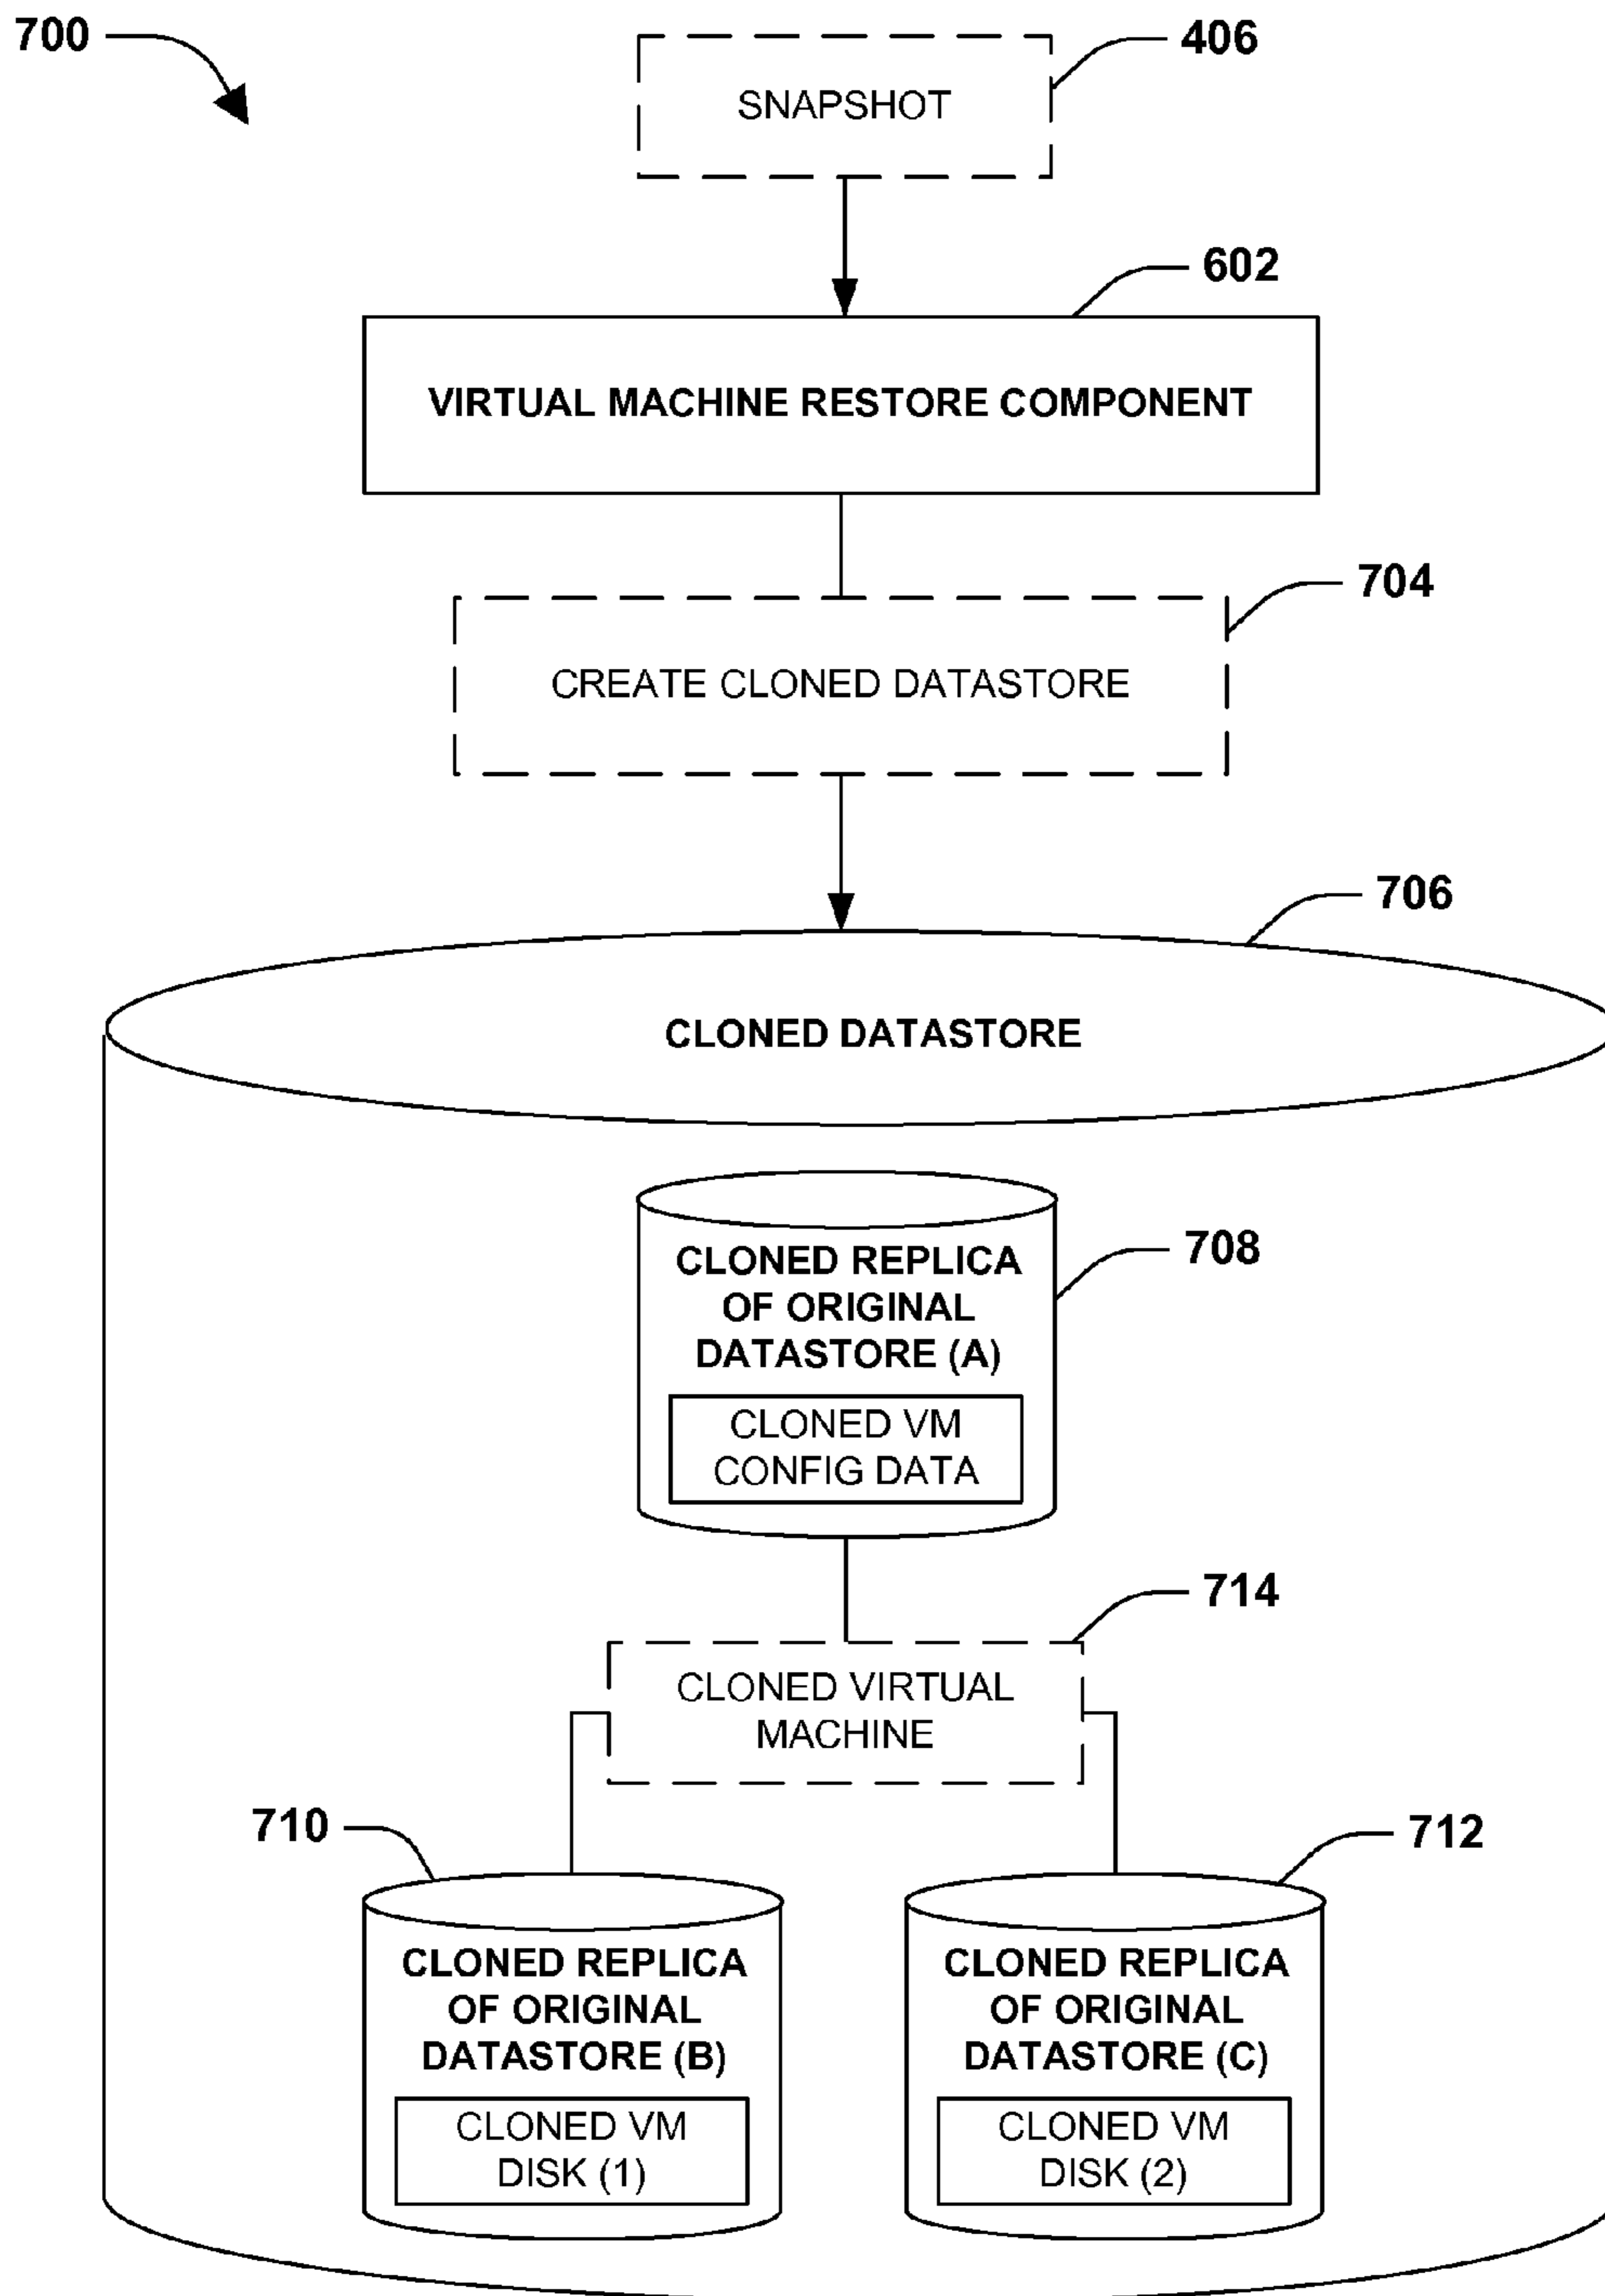 700
406
SNAPSHOT
602
VIRTUAL MACHINE RESTORE COMPONENT
704
CREATE CLONED DATASTORE
706
CLONED DATASTORE
708
CLONED REPLICA
OF ORIGINAL
DATASTORE (A)
CLONED VM
CONFIG DATA
714
CLONED VIRTUAL
MACHINE
710
712
CLONED REPLICA
OF ORIGINAL
DATASTORE (B)
CLONED VM
DISK (1)
CLONED REPLICA
OF ORIGINAL
DATASTORE (C)
CLONED VM
DISK (2)